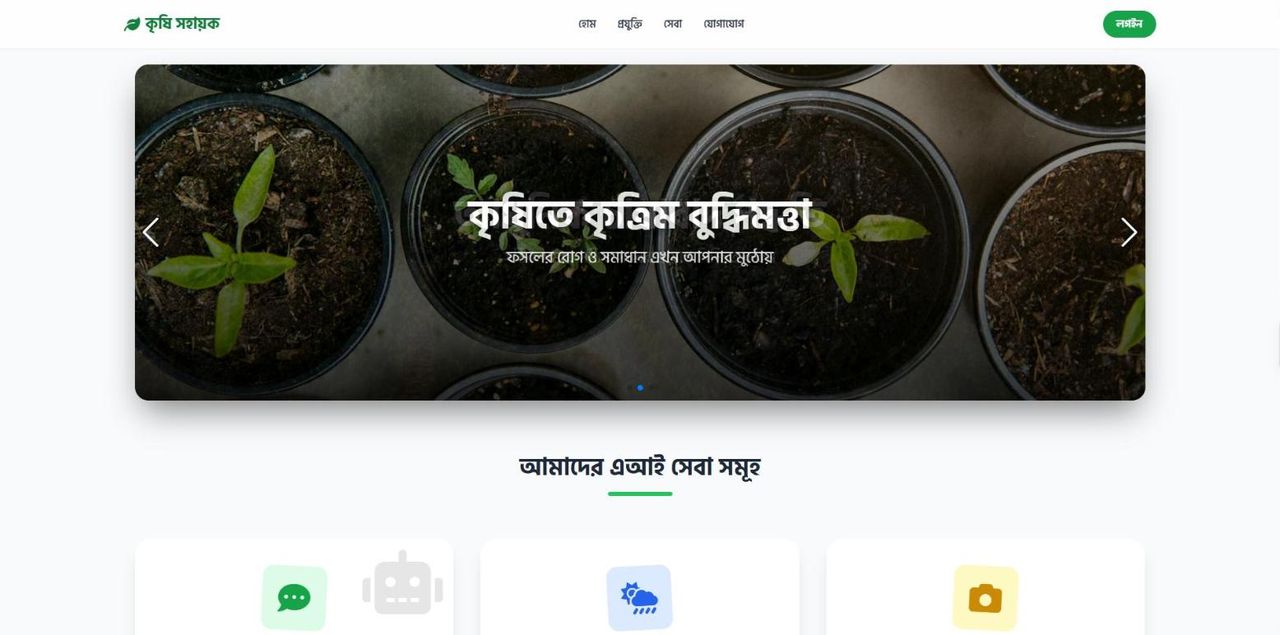 কৃষি সহায়ক
হোম প্রযুক্তি সেবা যোগাযোগ
লগইন
কৃষিতে কৃত্রিম বুদ্ধিমত্তা
ফসলের রোগ ও সমাধান এখন আপনার মুঠোয়
আমাদের এআই সেবা সমূহ